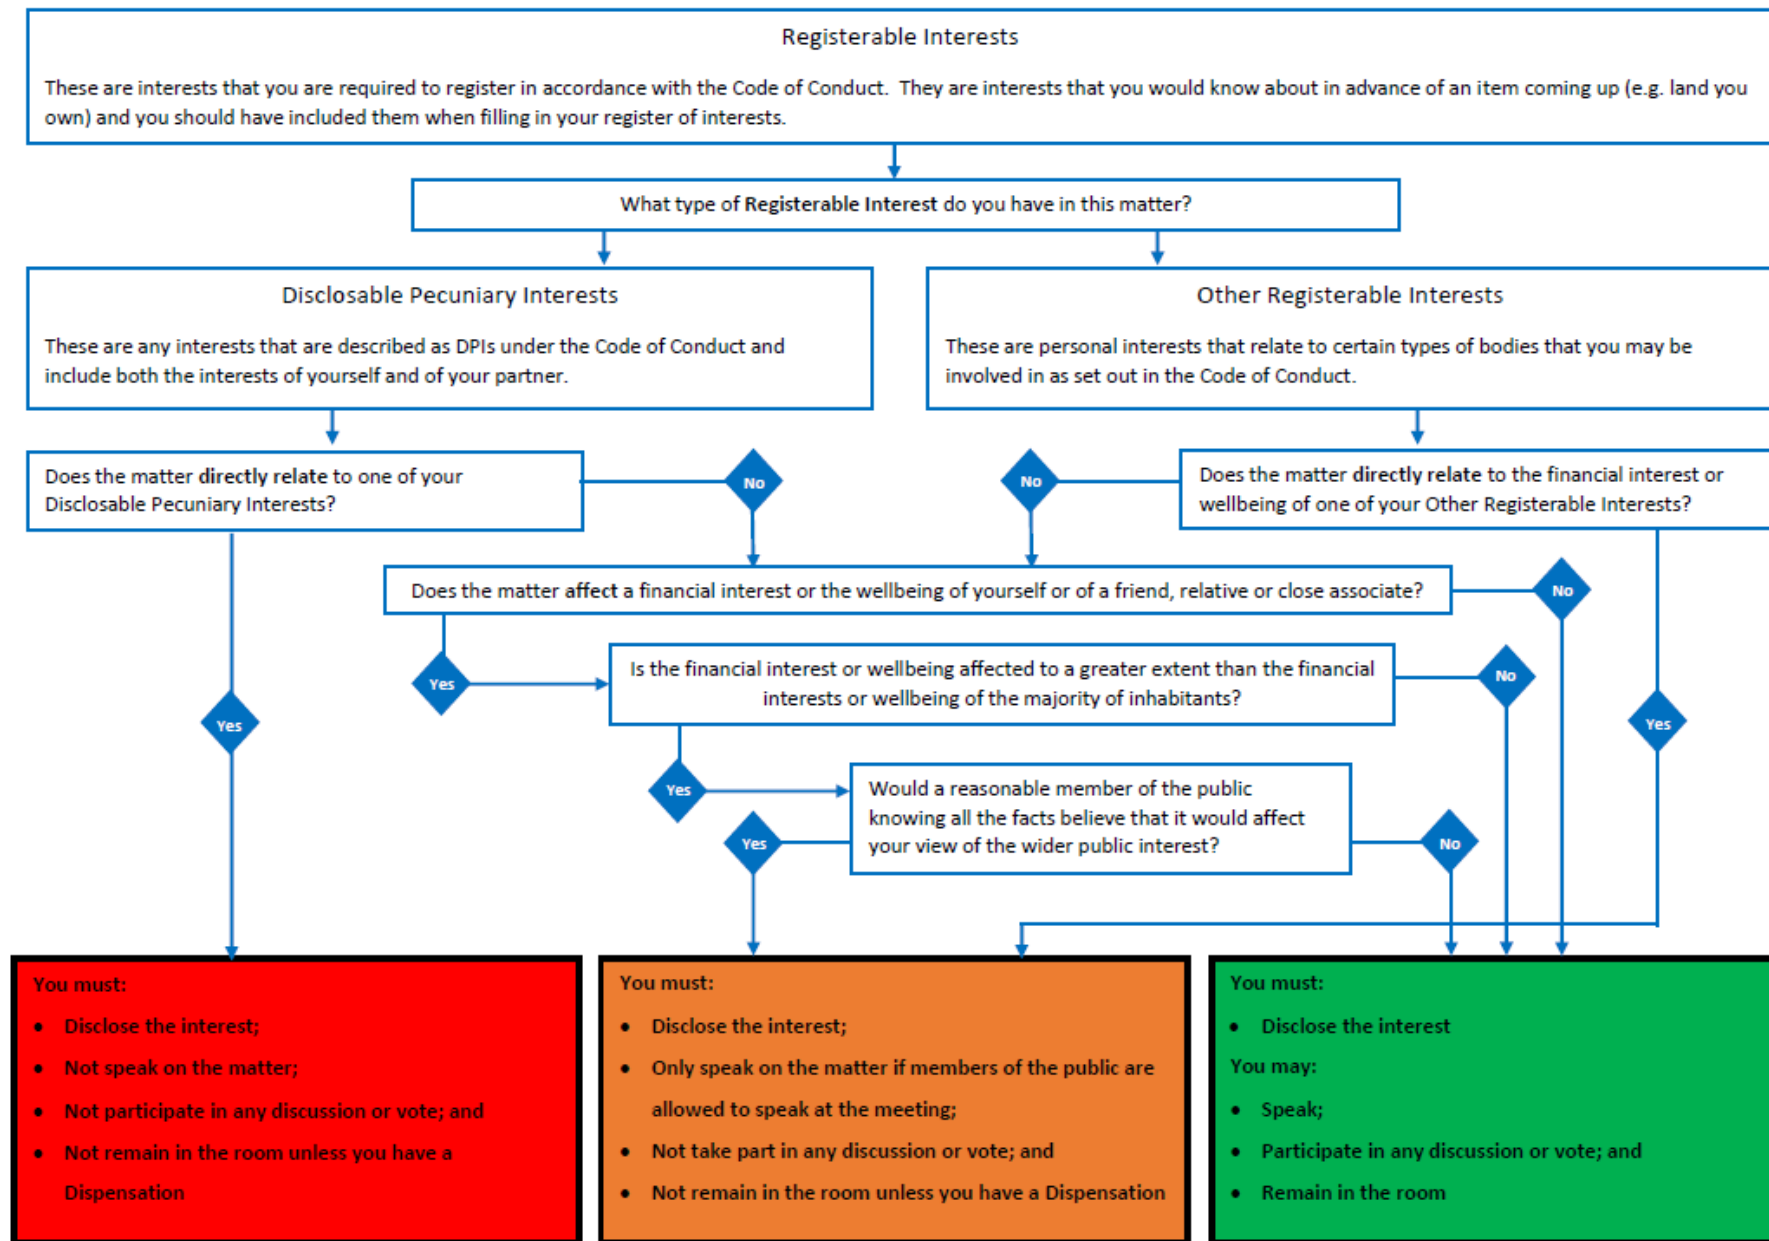 Registerable Interests
These are interests that you are required to register in accordance with the Code of Conduct.  They are interests that you would know about in advance of an item coming up (e.g. land you
own) and you should have included them when filling in your register of interests.
What type of Registerable Interest do you have in this matter?
Disclosable Pecuniary Interests
These are any interests that are described as DPIs under the Code of Conduct and
include both the interests of yourself and of your partner.
Other Registerable Interests
These are personal interests that relate to certain types of bodies that you may be
involved in as set out in the Code of Conduct.
Does the matter directly relate to one of your
Disclosable Pecuniary Interests?
No
No
Does the matter directly relate to the financial interest or
wellbeing of one of your Other Registerable Interests?
Does the matter affect a financial interest or the wellbeing of yourself or of a friend, relative or close associate?
No
Yes
Is the financial interest or wellbeing affected to a greater extent than the financial
interests or wellbeing of the majority of inhabitants?
No
Yes
Yes
Yes
Would a reasonable member of the public
knowing all the facts believe that it would affect
your view of the wider public interest?
Yes
No
You must:
• Disclose the interest;
• Not speak on the matter;
• Not participate in any discussion or vote; and
• Not remain in the room unless you have a
Dispensation
You must:
• Disclose the interest;
• Only speak on the matter if members of the public are
allowed to speak at the meeting;
• Not take part in any discussion or vote; and
• Not remain in the room unless you have a Dispensation
You must:
• Disclose the interest
You may:
• Speak;
• Participate in any discussion or vote; and
• Remain in the room